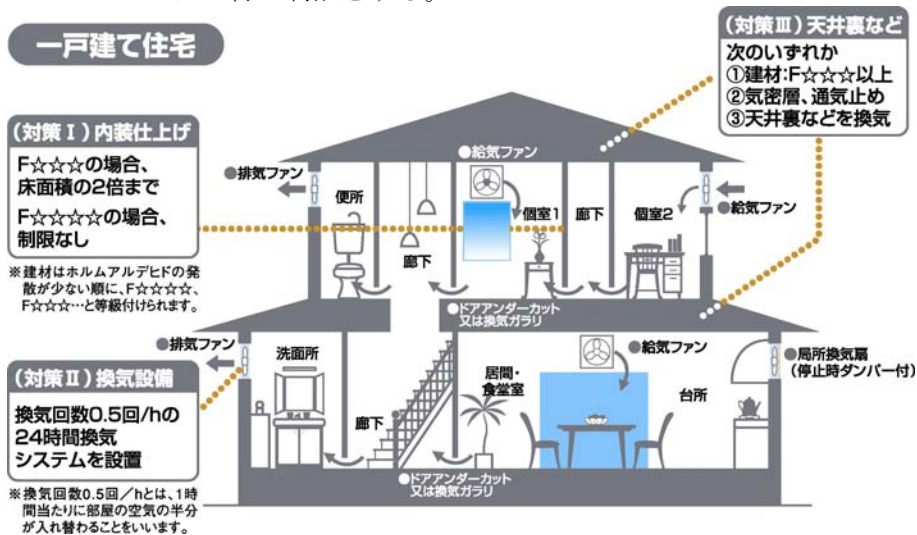 一戸建て住宅
(対策Ⅲ)天井裏など
次のいずれか
①建材:F☆☆☆以上
②気密層、通気止め
③天井裏などを換気
(対策Ⅰ)内装仕上げ
F☆☆☆の場合、
床面積の2倍まで
F☆☆☆☆の場合、
制限なし
※建材はホルムアルデヒドの発
散が少ない順に、F☆☆☆☆、
F☆☆☆…と等級付けられます。
●給気ファン
●排気ファン
便所
廊下
個室1
廊下
個室2
●給気ファン
●ドアアンダーカット
又は換気ガラリ
●排気ファン
洗面所
廊下
居間・
食堂室
●給気ファン
台所
●局所換気扇
(停止時ダンパー付)
(対策Ⅱ)換気設備
換気回数0.5回/hの
24時間換気
システムを設置
※換気回数0.5回/hとは、1時
間当たりに部屋の空気の半分
が入れ替わることをいいます。
●ドアアンダーカット
又は換気ガラリ